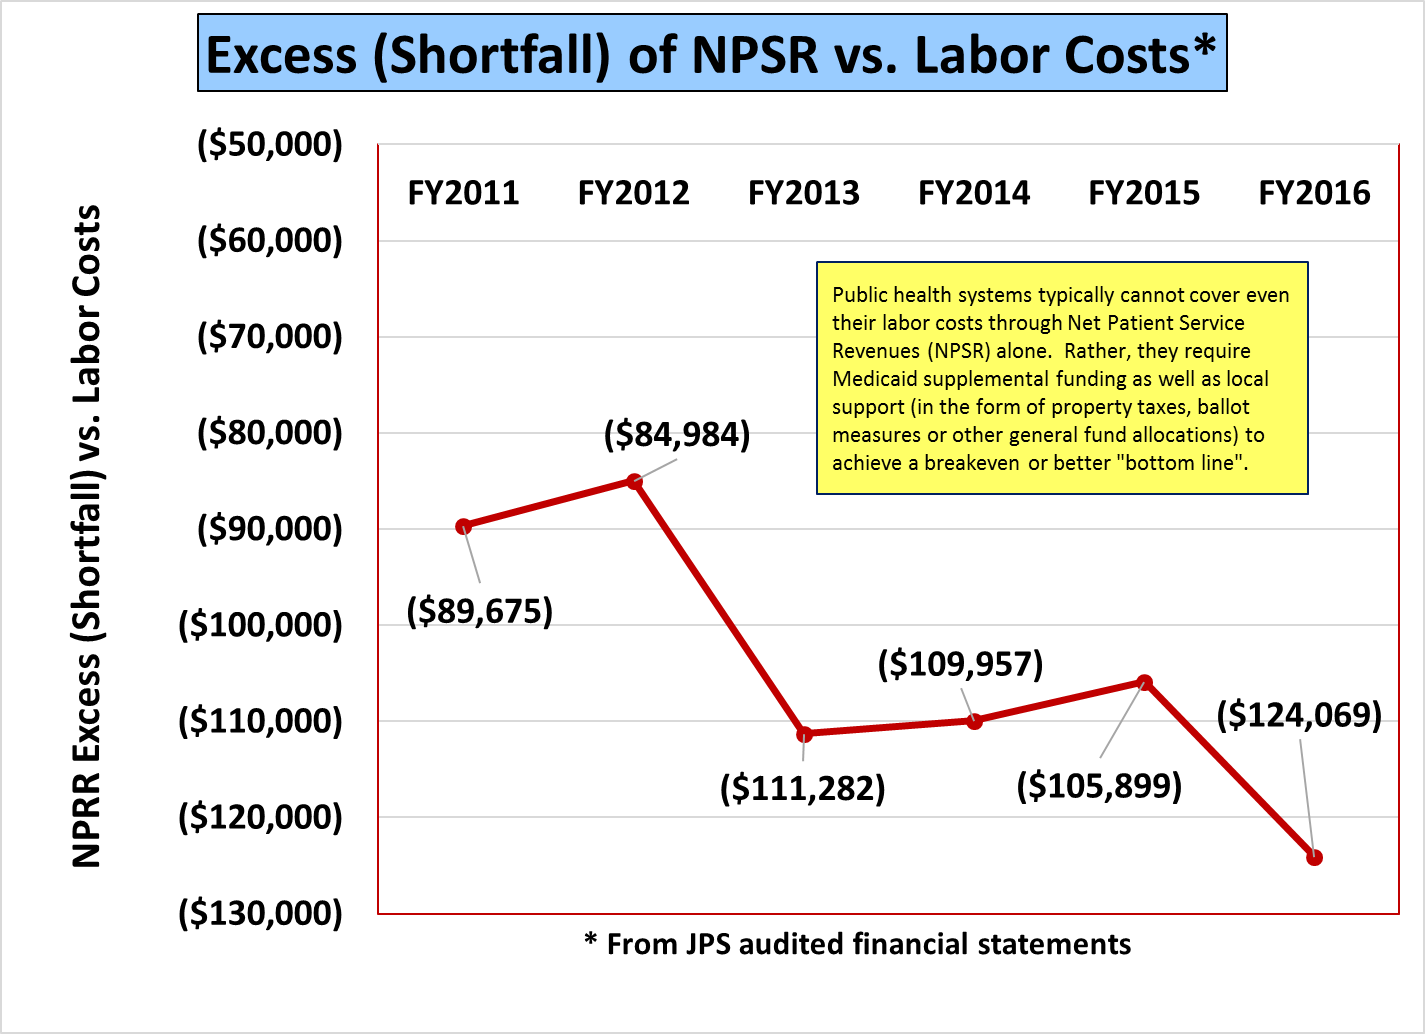 Excess (Shortfall) of NPSR vs. Labor Costs*
NPRR Excess (Shortfall) vs. Labor Costs
($50,000)
($60,000)
($70,000)
($80,000)
($90,000)
($100,000)
($110,000)
($120,000)
($130,000)
FY2011 FY2012 FY2013 FY2014 FY2015 FY2016
Public health systems typically cannot cover even
their labor costs through Net Patient Service
Revenues (NPSR) alone.  Rather, they require
Medicaid supplemental funding as well as local
support (in the form of property taxes, ballot
measures or other general fund allocations) to
achieve a breakeven or better "bottom line".
($89,675)
($84,984)
($111,282)
($109,957)
($105,899)
($124,069)
* From JPS audited financial statements